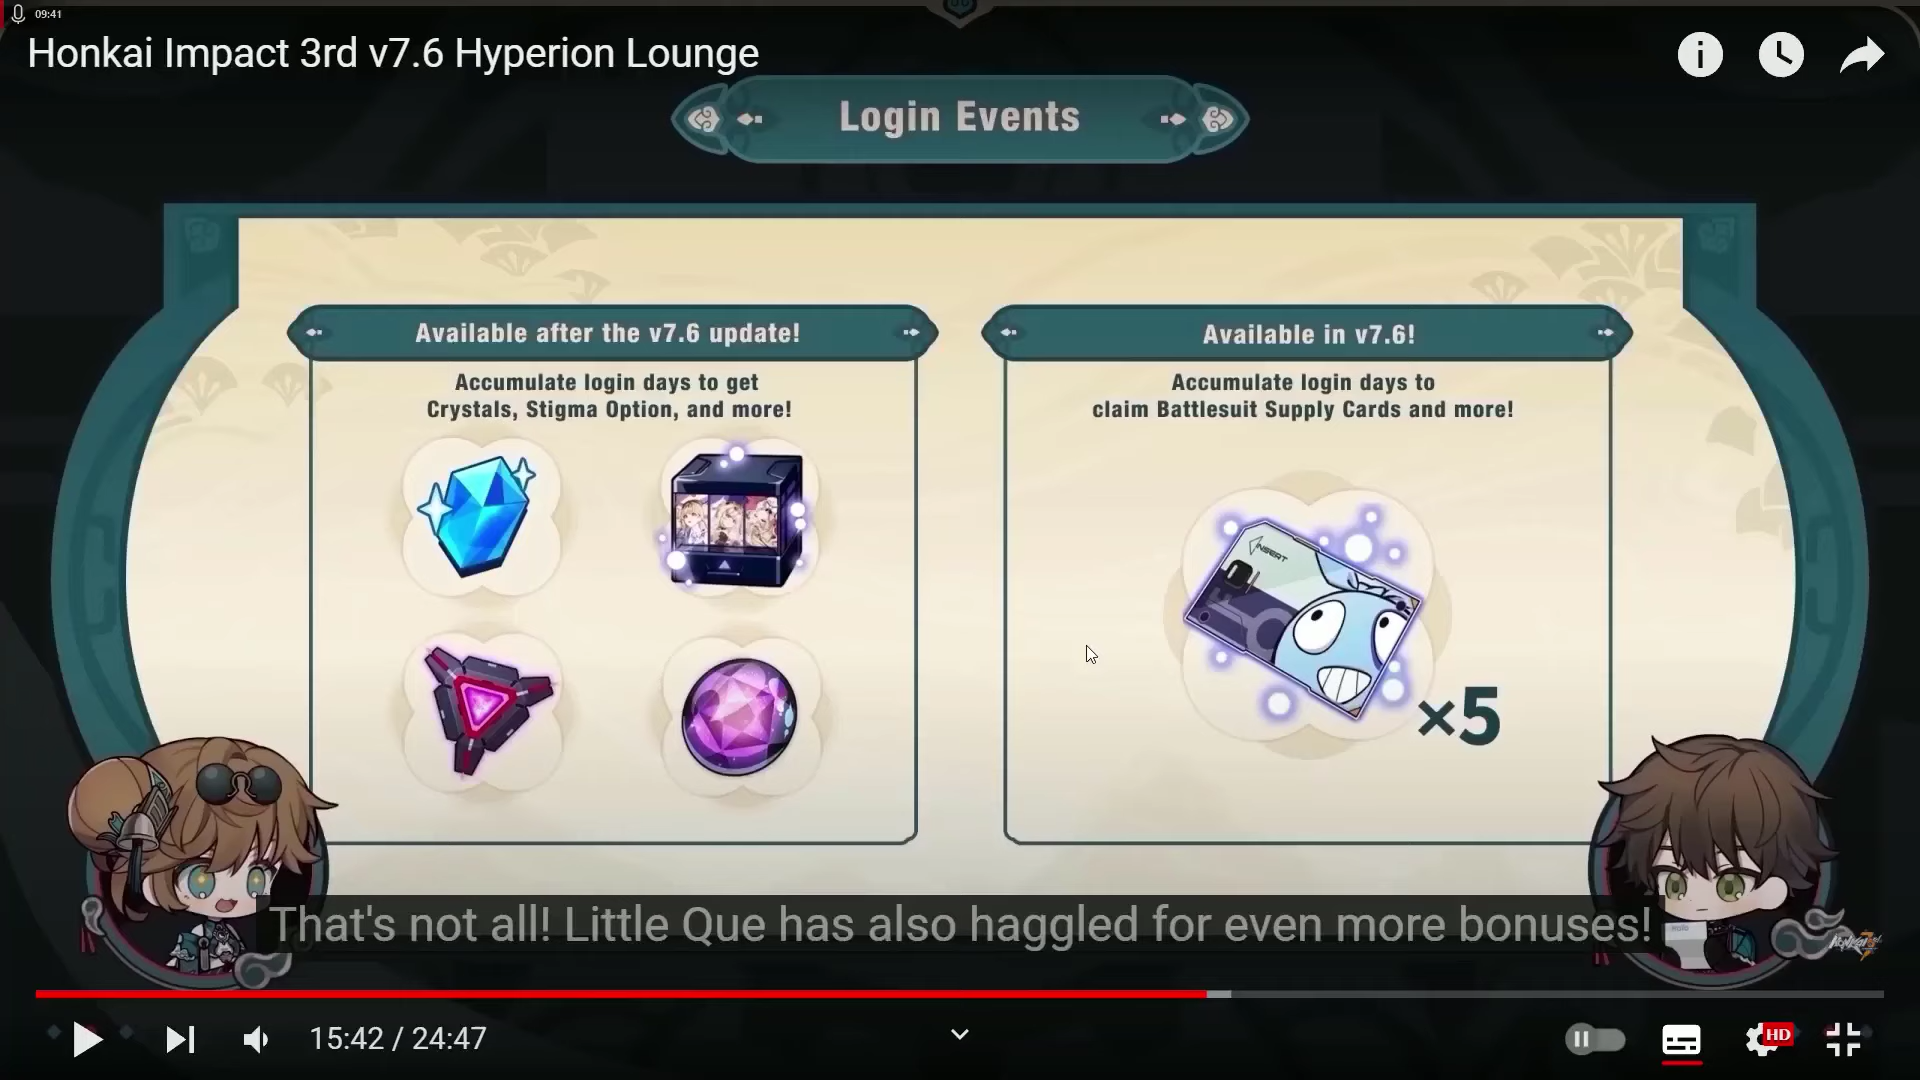 09:41
Honkai Impact 3rd v7.6 Hyperion Lounge
Login Events
Available after the v7.6 update!
Accumulate login days to get
Crystals, Stigma Option, and more!
Available in v7.6!
Accumulate login days to
claim Battlesuit Supply Cards and more!
INSERT
×5
That's not all! Little Que has also haggled for even more bonuses!
Hello
15:42 / 24:47
HD